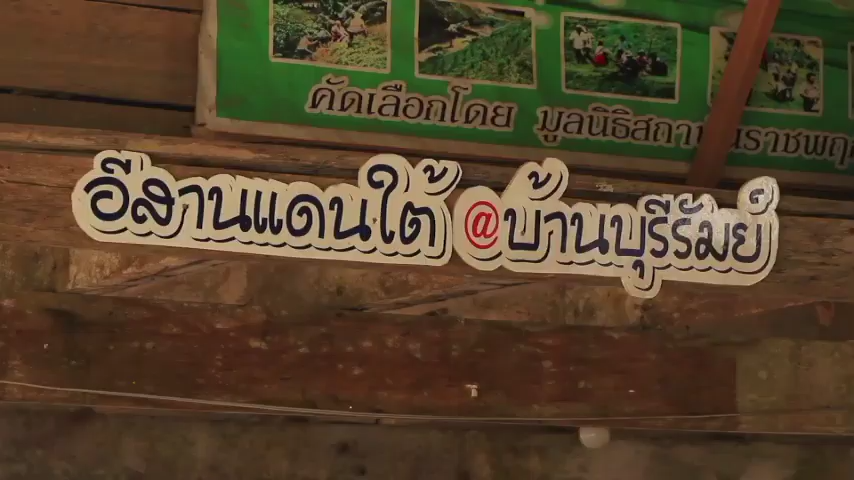 คัดเลือกโดย มูลนิธิสถา
อีสานแดนใต้ @บ้านบุรีรัมย์